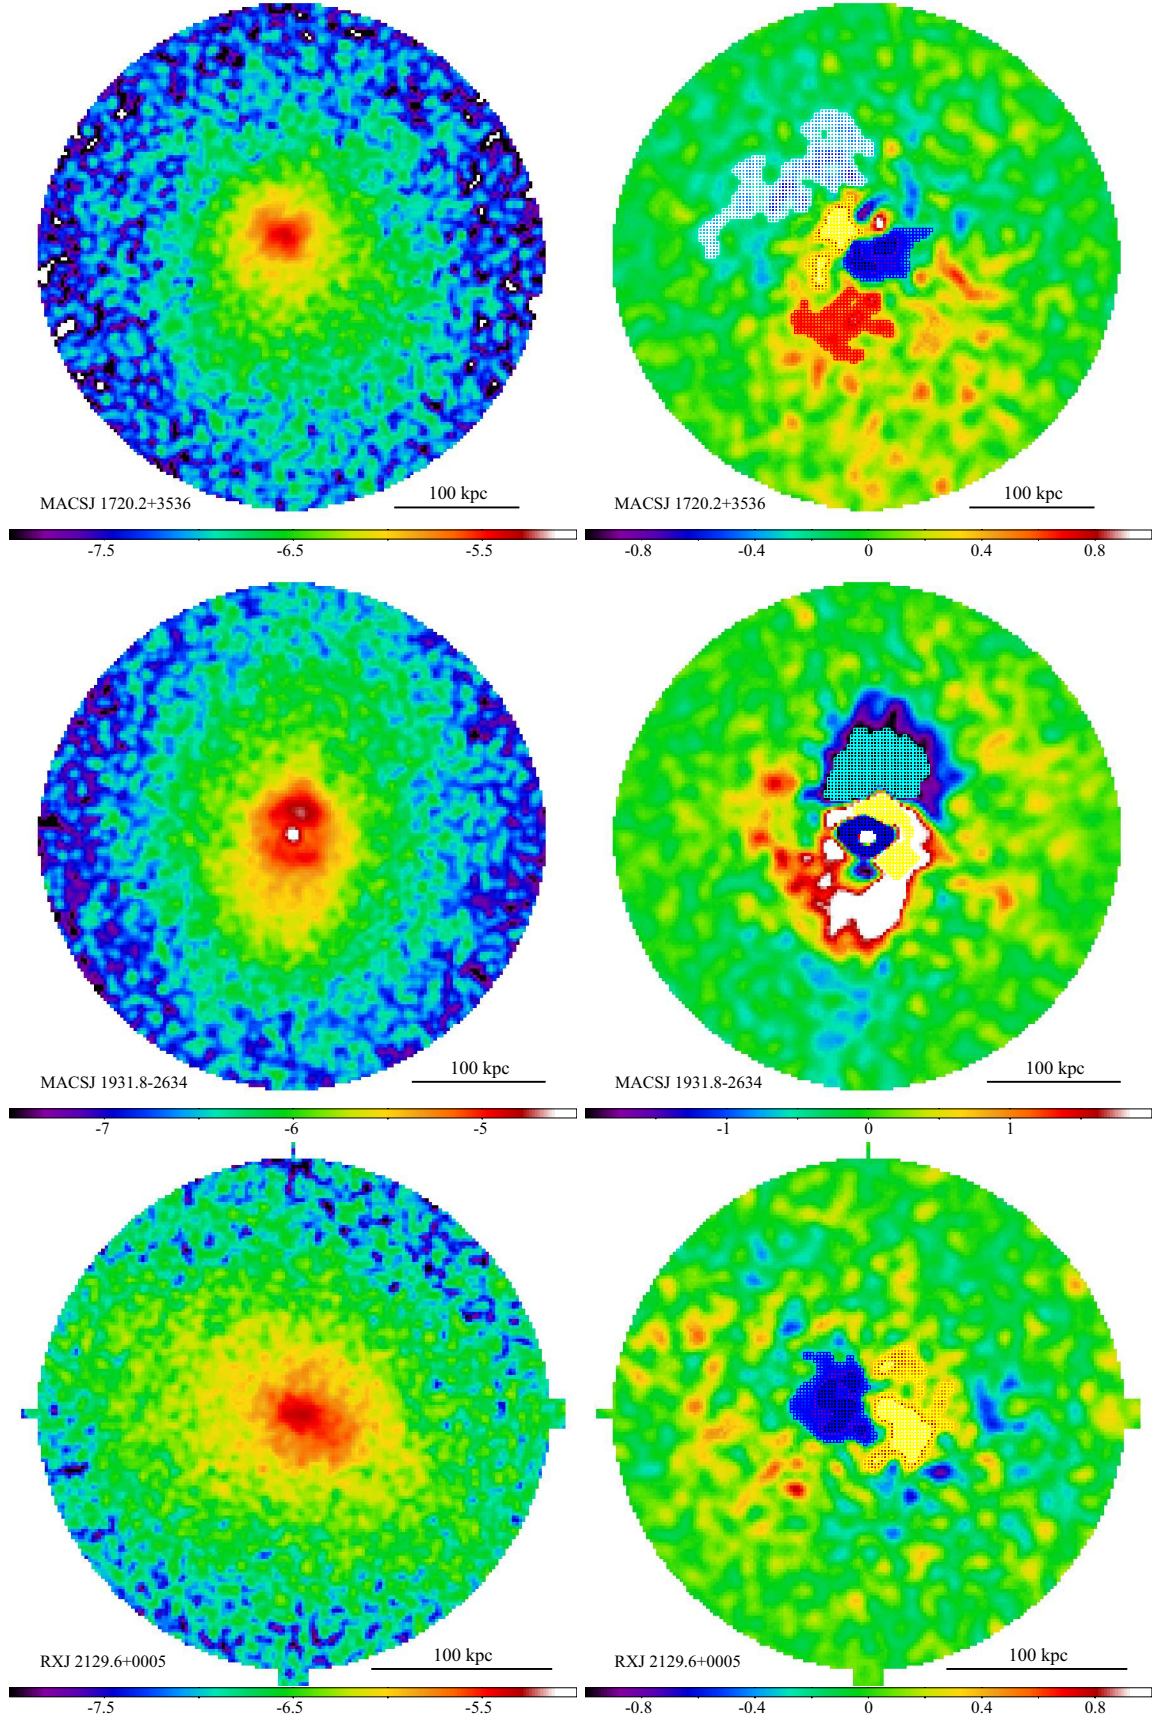 100 kpc 100 kpc
MACSJ 1720.2+3536 MACSJ 1720.2+3536
-7.5 -6.5 -5.5 -0.8 -0.4 0 0.4 0.8
100 kpc 100 kpc
MACSJ 1931.8-2634 MACSJ 1931.8-2634
-7 -6 -5 -1 0 1
100 kpc 100 kpc
RXJ 2129.6+0005 RXJ 2129.6+0005
-7.5 -6.5 -5.5 -0.8 -0.4 0 0.4 0.8